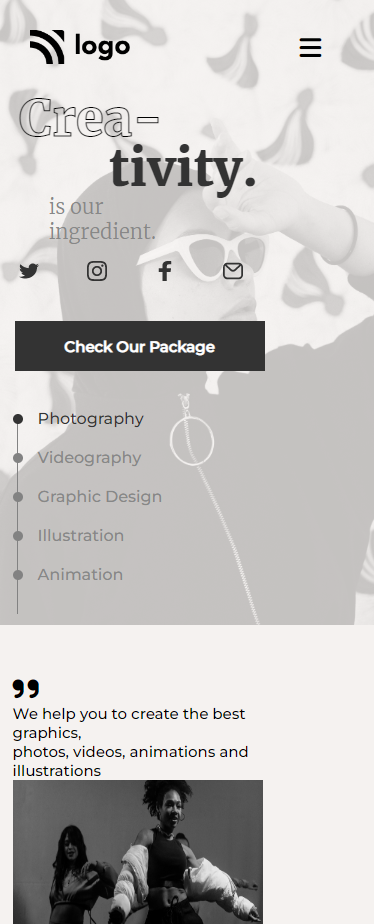 logo
Crea-
tivity.
is our
ingredient.
Check Our Package
Photography
Videography
Graphic Design
Illustration
Animation
”
We help you to create the best
graphics,
photos, videos, animations and
illustrations